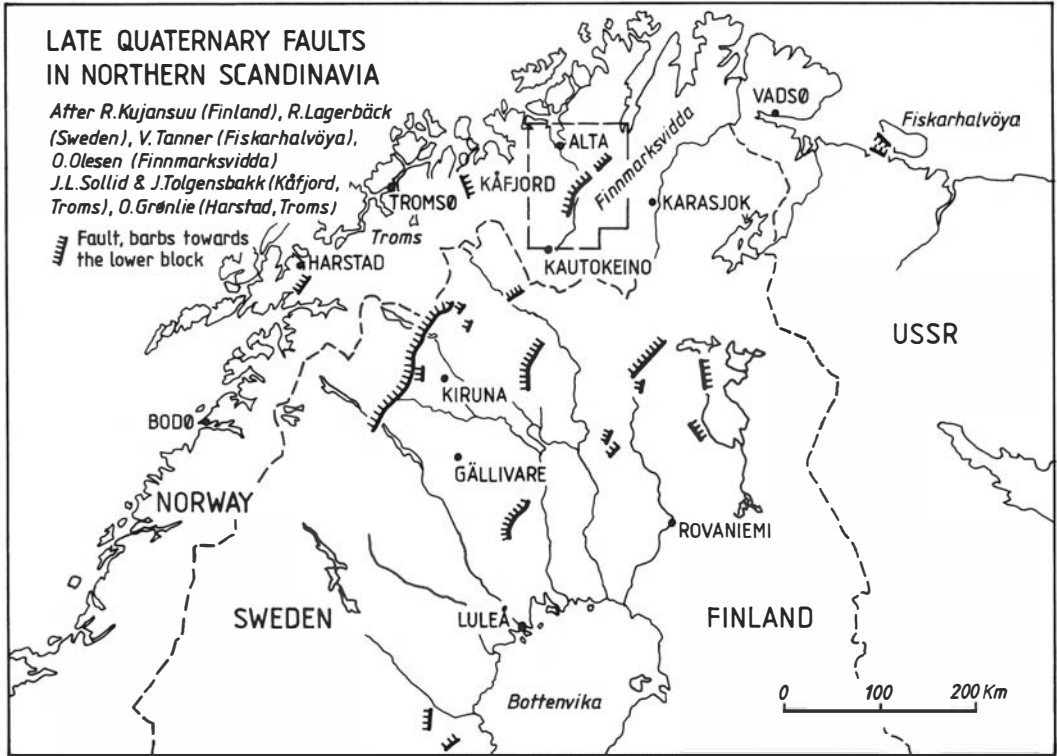 LATE QUATERNARY FAULTS
IN NORTHERN SCANDINAVIA
After R.Kujansuu (Finland), R.Lagerbäck
(Sweden), V.Tanner (Fiskarhalvöya),
O.Olesen (Finnmarksvidda)
J.L.Sollid & J.Tolgensbakk (Kåfjord,
Troms), O.Grønlie (Harstad, Troms)
Fault, barbs towards
the lower block
VADSØ
Fiskarhalvöya
ALTA
Finnmarksvidda
KÅFJORD
TROMSØ
KARASJOK
Troms
HARSTAD
KAUTOKEINO
USSR
KIRUNA
BODØ
GÄLLIVARE
NORWAY
ROVANIEMI
SWEDEN
LULEÅ
FINLAND
Bottenvika
0 100 200 Km